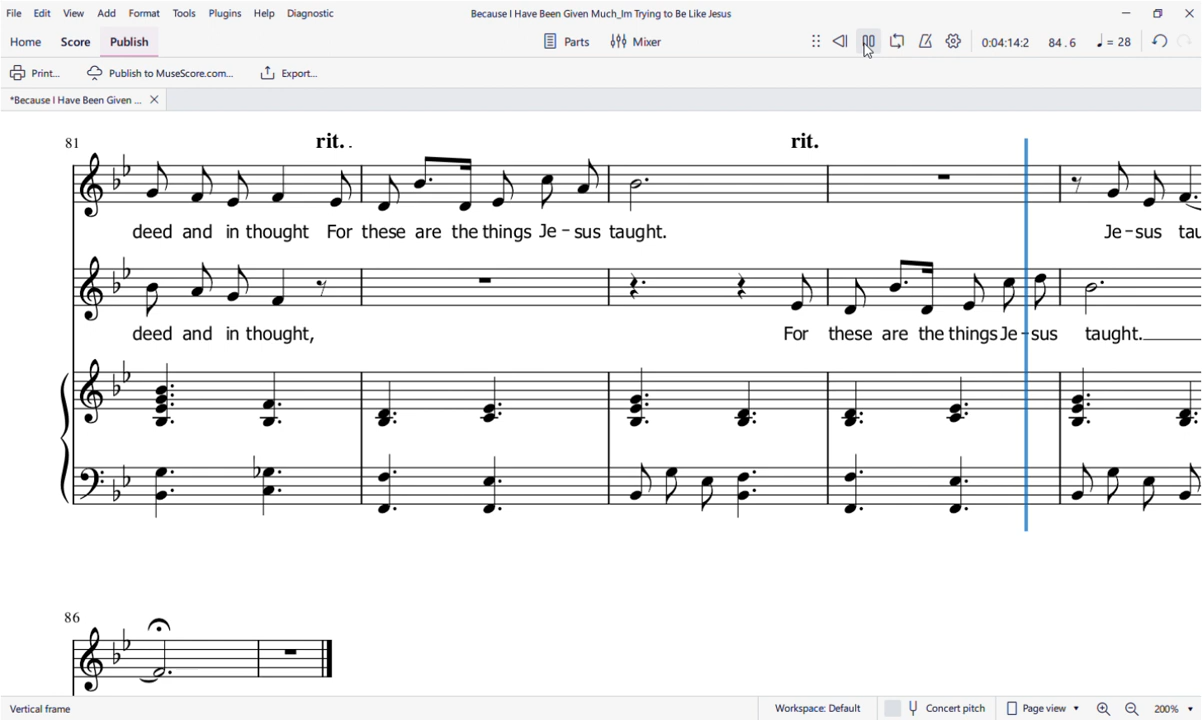 File Edit View Add Format Tools Plugins Help Diagnostic Because I Have Been Given Much_Im Trying to Be Like Jesus
Home Score Publish Parts Mixer 0:04:14:2 84.6 ♩= 28
Print... Publish to MuseScore.com... Export...
*Because I Have Been Given ...
81 rit. . rit.
deed and in thought For these are the things Je - sus taught. Je - sus tau
deed and in thought, For these are the things Je - sus taught.
86
Vertical frame Workspace: Default Concert pitch Page view 200%